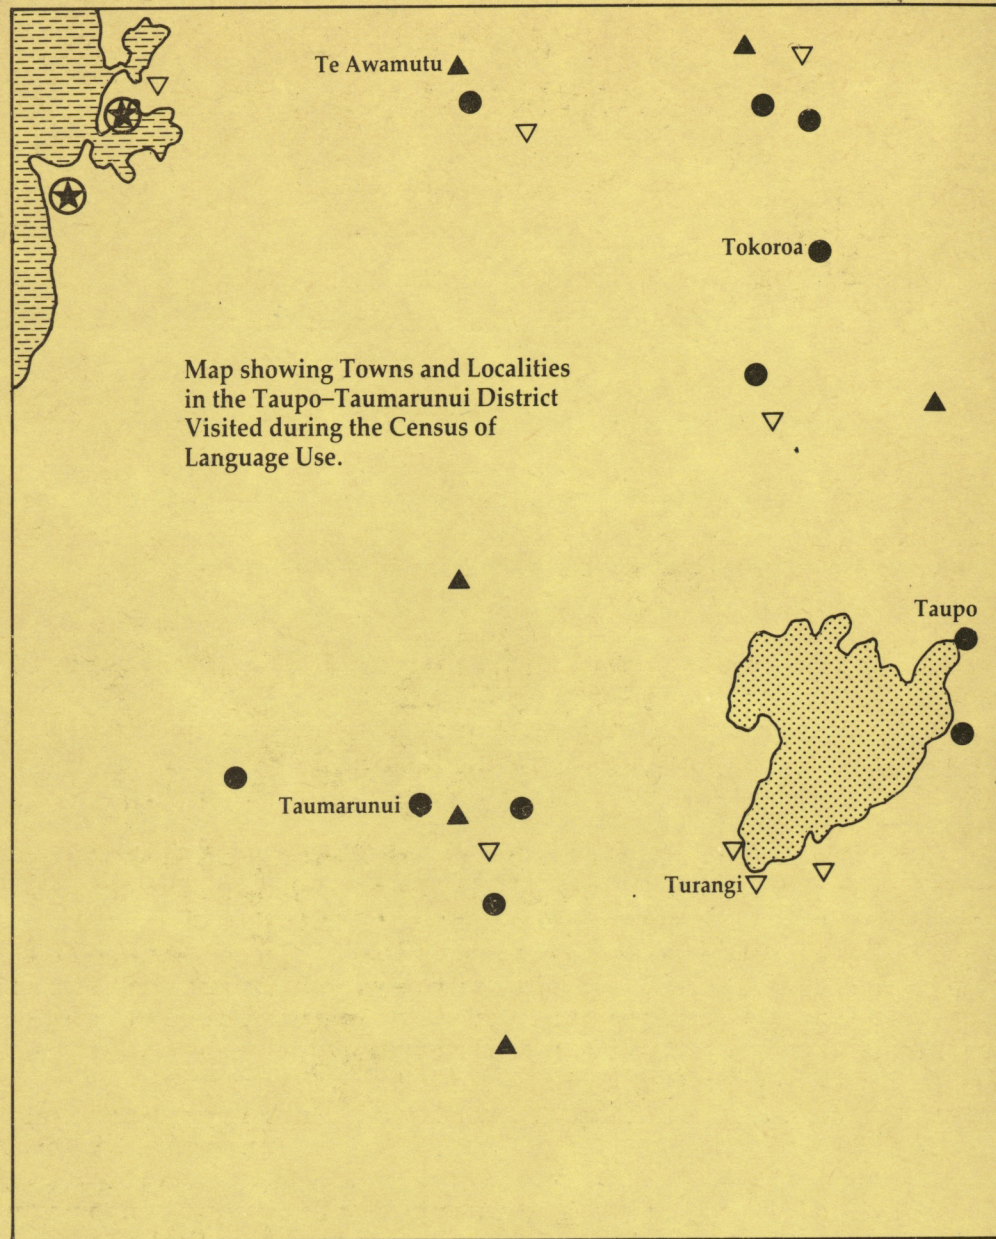 Te Awamutu
Tokoroa
Map showing Towns and Localities
in the Taupo–Taumarunui District
Visited during the Census of
Language Use.
Taupo
Taumarunui
Turangi